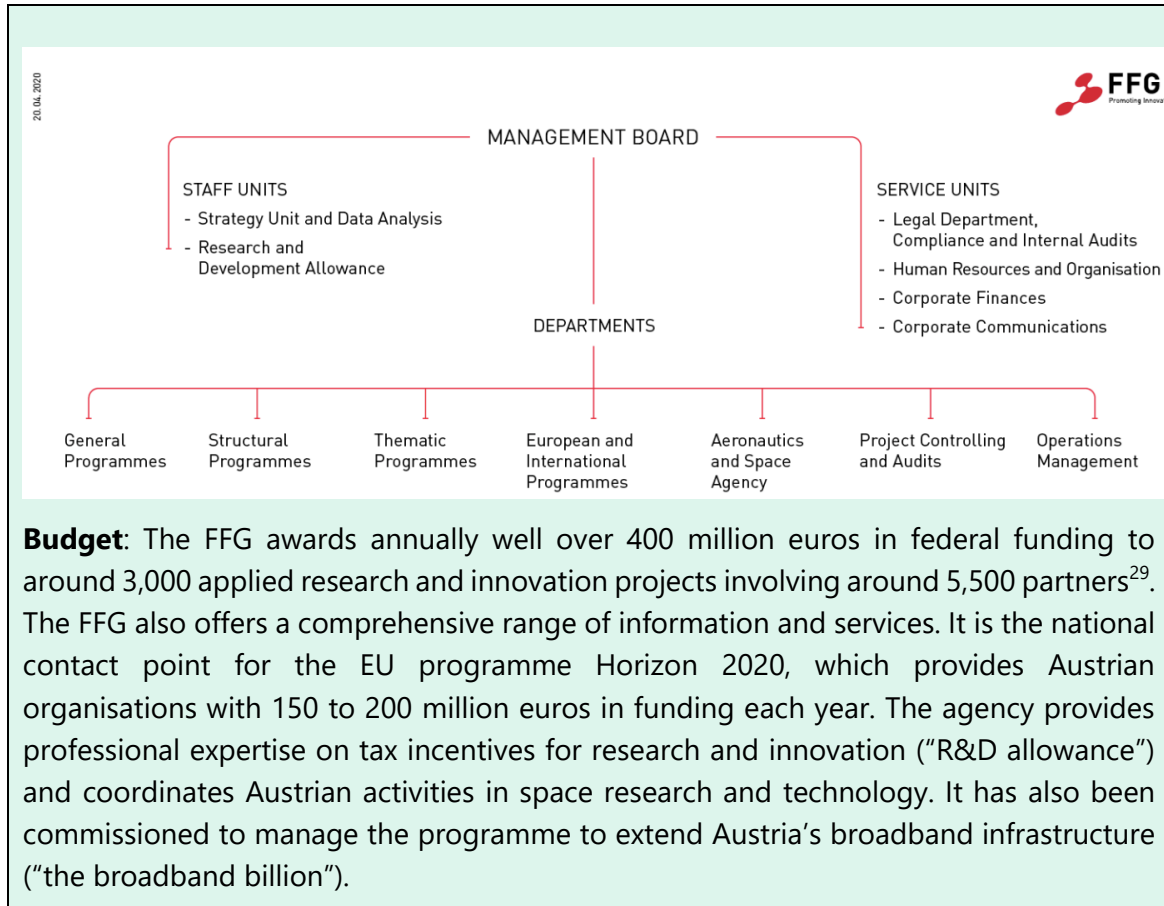 20.04.2020
FFG
Promoting Innova
MANAGEMENT BOARD
STAFF UNITS
- Strategy Unit and Data Analysis
- Research and
Development Allowance
SERVICE UNITS
- Legal Department,
Compliance and Internal Audits
- Human Resources and Organisation
- Corporate Finances
- Corporate Communications
DEPARTMENTS
General
Programmes
Structural
Programmes
Thematic
Programmes
European and
International
Programmes
Aeronautics
and Space
Agency
Project Controlling
and Audits
Operations
Management
Budget: The FFG awards annually well over 400 million euros in federal funding to
around 3,000 applied research and innovation projects involving around 5,500 partners29.
The FFG also offers a comprehensive range of information and services. It is the national
contact point for the EU programme Horizon 2020, which provides Austrian
organisations with 150 to 200 million euros in funding each year. The agency provides
professional expertise on tax incentives for research and innovation (“R&D allowance”)
and coordinates Austrian activities in space research and technology. It has also been
commissioned to manage the programme to extend Austria’s broadband infrastructure
(“the broadband billion”).